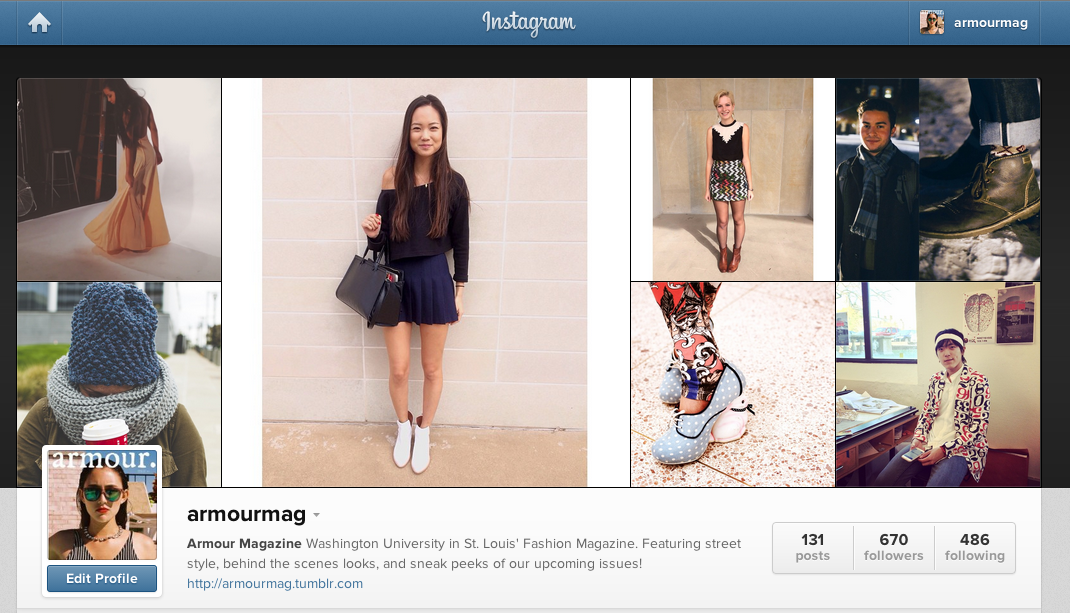 Instagram
armourmag
armour.
Edit Profile
armourmag
Armour Magazine Washington University in St. Louis' Fashion Magazine. Featuring street
style, behind the scenes looks, and sneak peeks of our upcoming issues!
http://armourmag.tumblr.com
131
posts
670
followers
486
following